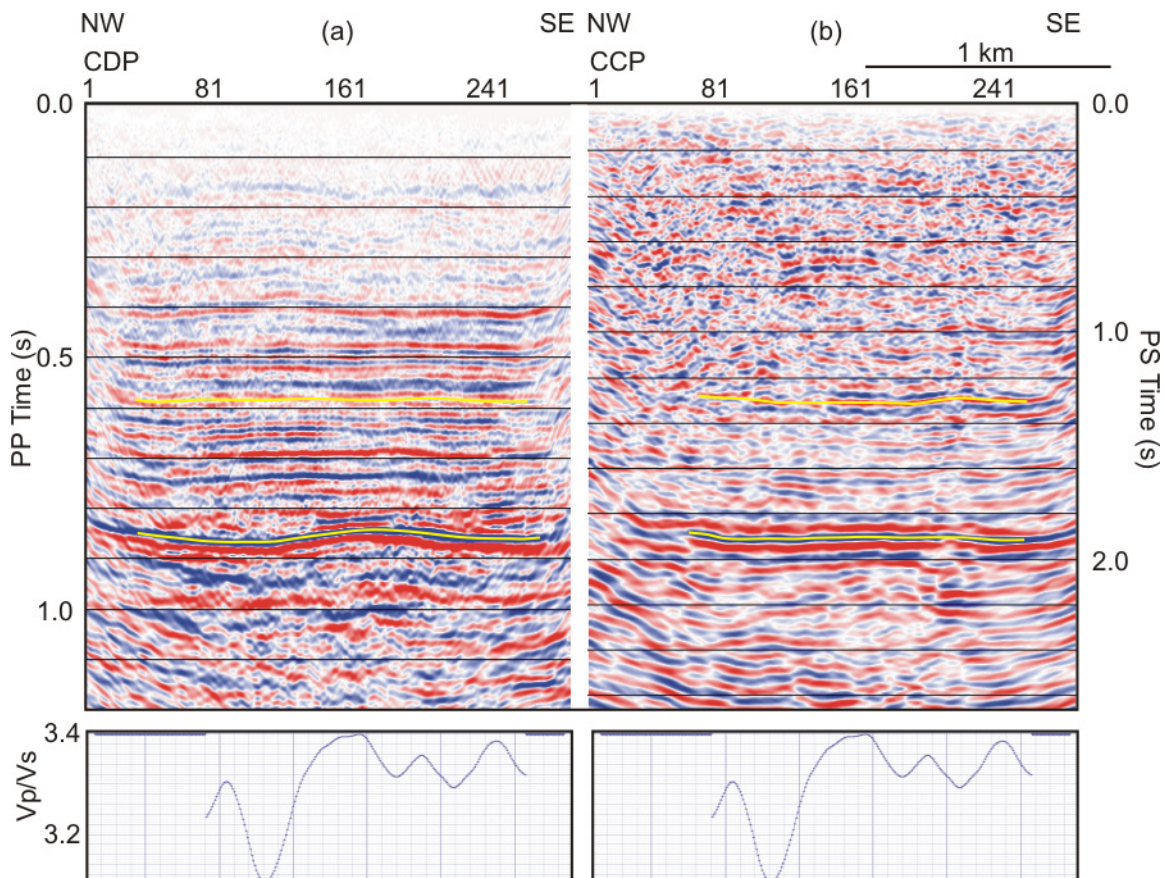 NW (a) SE NW (b) SE
CDP CCP 1 km
1 81 161 241 1 81 161 241
0.0 0.0
0.5 1.0
PP Time (s) PS Time (s)
1.0 2.0
3.4
Vp/Vs
3.2